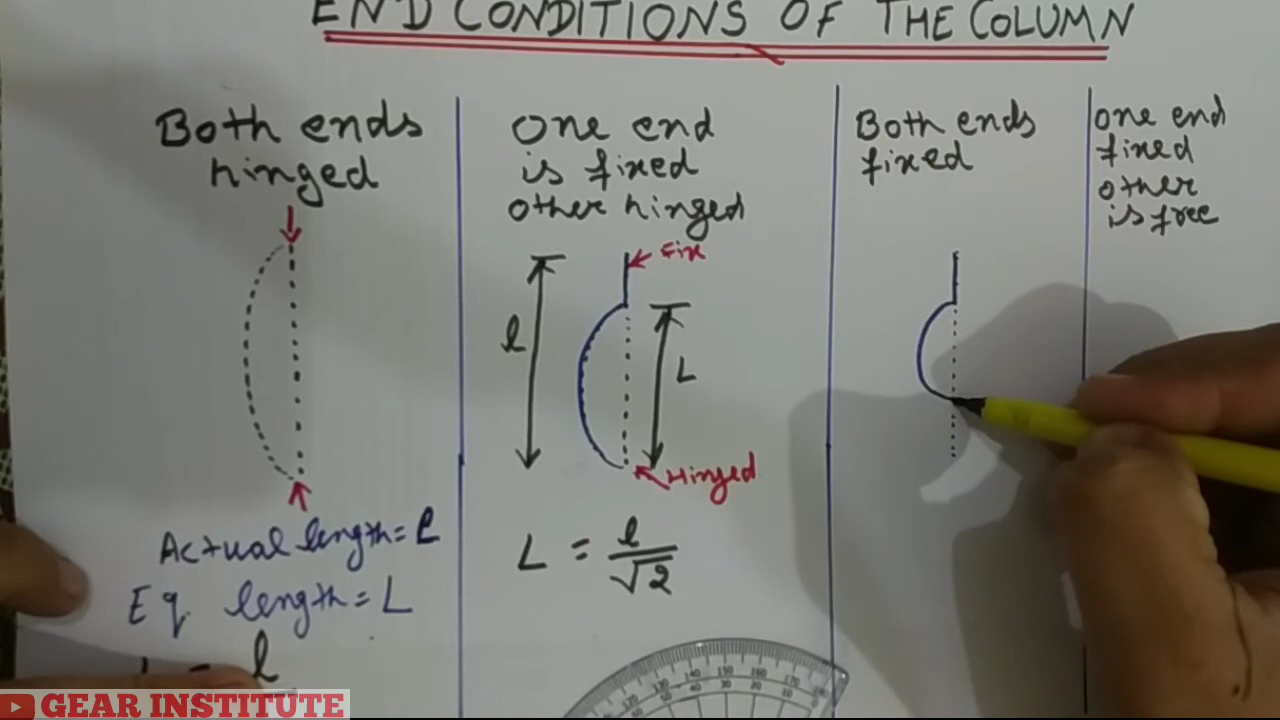 END CONDITIONS OF THE COLUMN
Both ends
hinged
One end
is fixed
other hinged
Both ends
fixed
one end
fixed
other
is free
Fix
l
L
Hinged
Actual length = l
Eq. length = L
L = l
L = l
√2
GEAR INSTITUTE